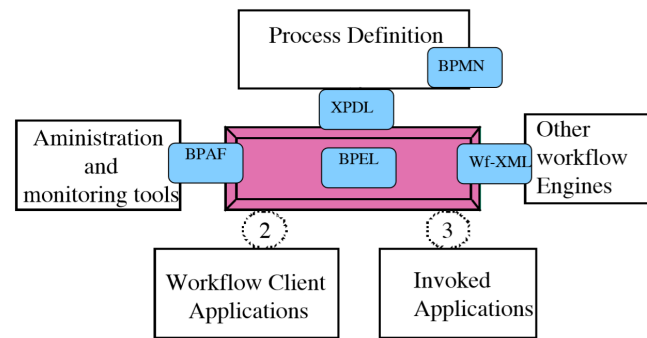 Process Definition
BPMN
XPDL
Aministration
and
monitoring tools
BPAF
BPEL
Wf-XML
Other
workflow
Engines
2
3
Workflow Client
Applications
Invoked
Applications